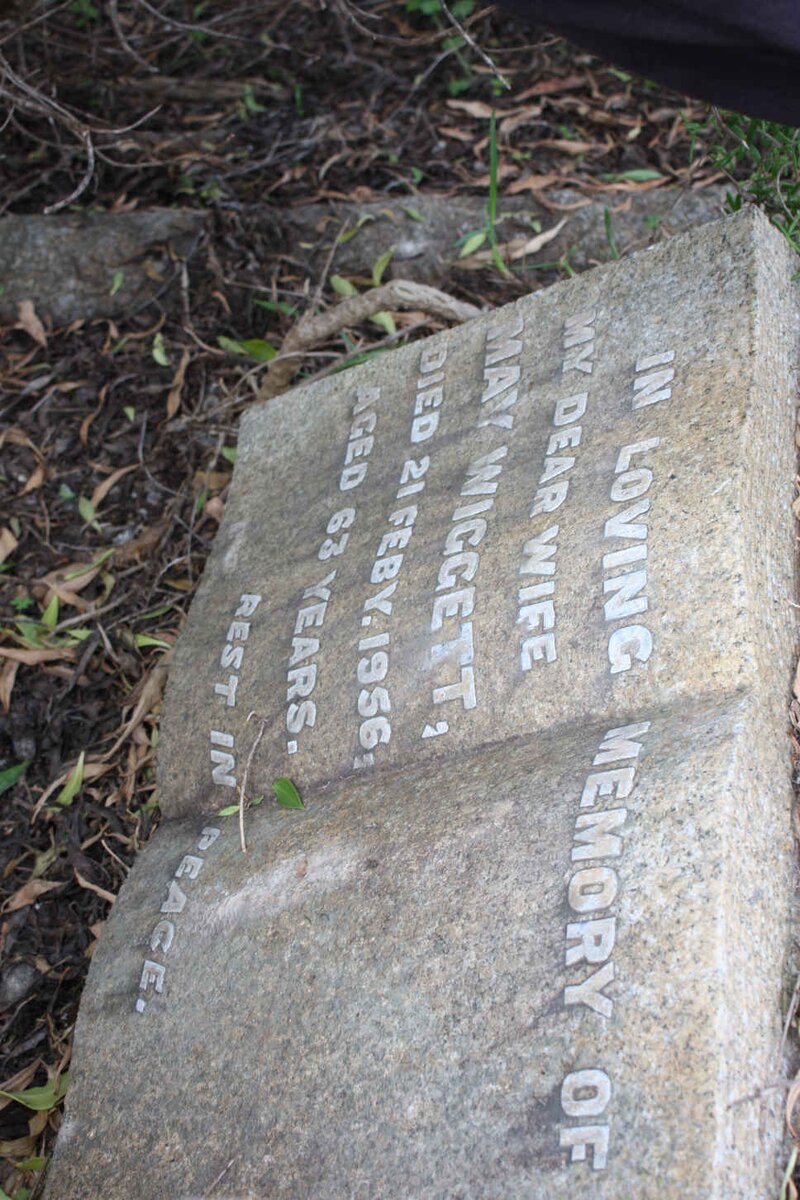 IN LOVING MEMORY OF
MY DEAR WIFE
MAY WIGGETT,
DIED 21 FEBY. 1956;
AGED 63 YEARS.
REST IN PEACE.